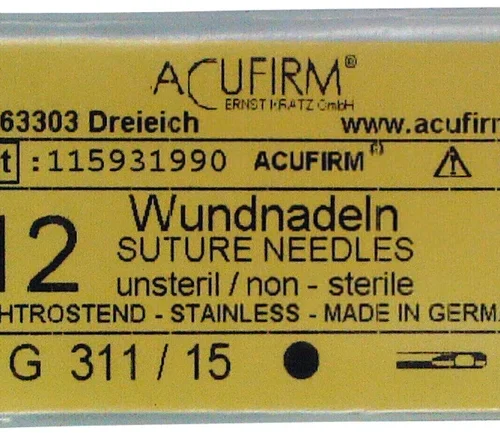 ACUFIRM®
ERNST KRATZ GmbH
63303 Dreieich www.acufirm
t :115931990 ACUFIRM
12 Wundnadeln
SUTURE NEEDLES
unsteril / non - sterile
HTROSTEND - STAINLESS - MADE IN GERM
G 311 / 15